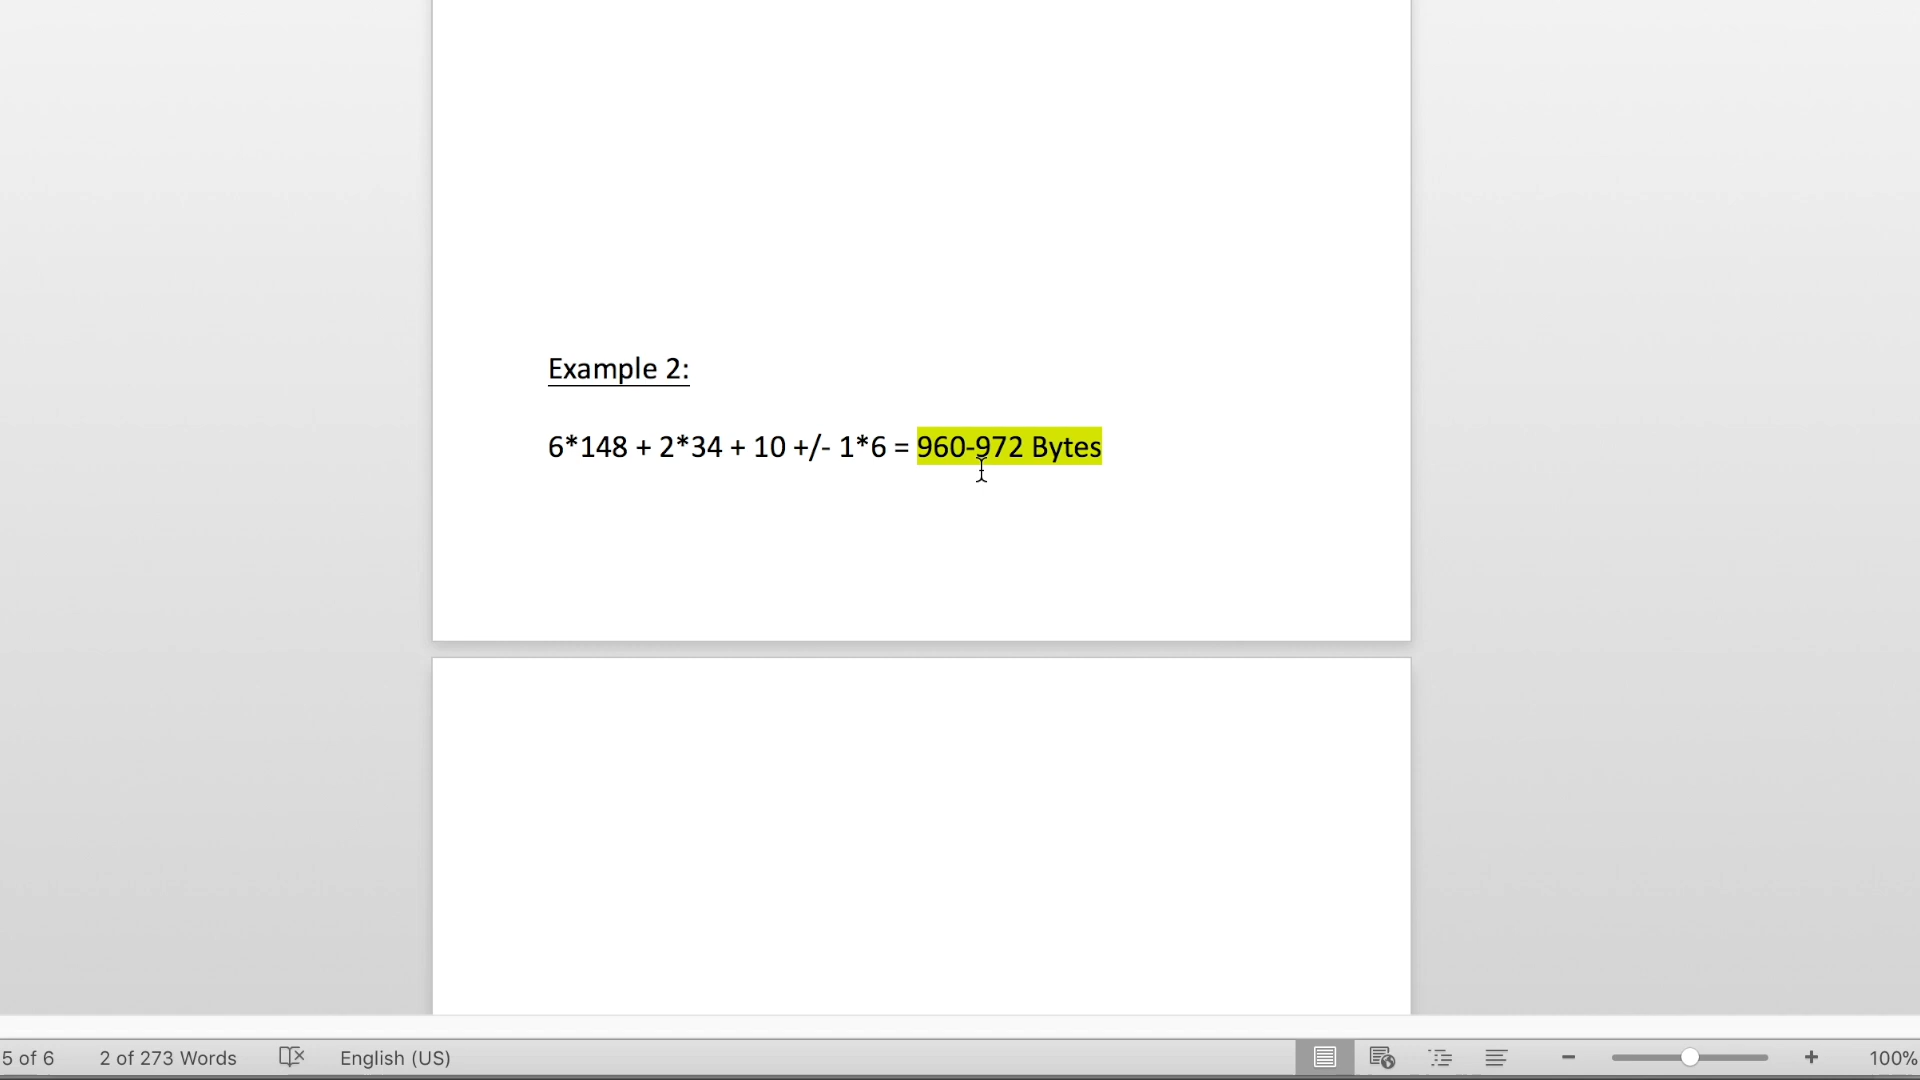 Example 2:
6*148 + 2*34 + 10 +/- 1*6 = 960-972 Bytes
5 of 6 2 of 273 Words English (US) 100%